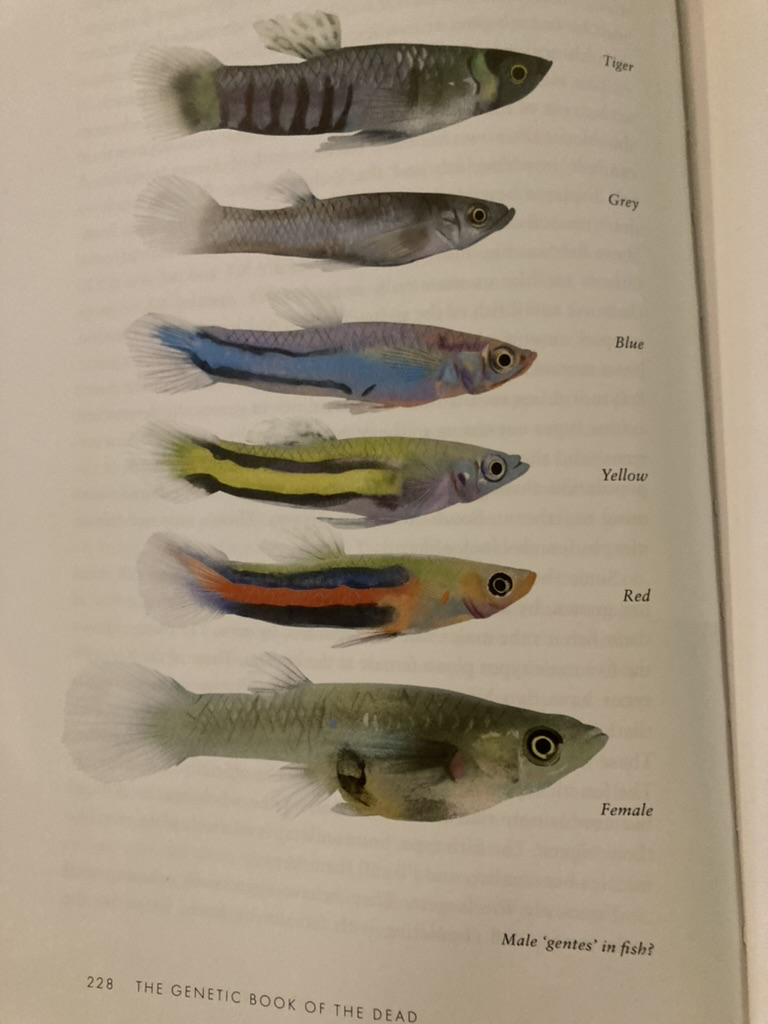 Tiger
Grey
Blue
Yellow
Red
Female
Male ‘gentes’ in fish?
228 THE GENETIC BOOK OF THE DEAD